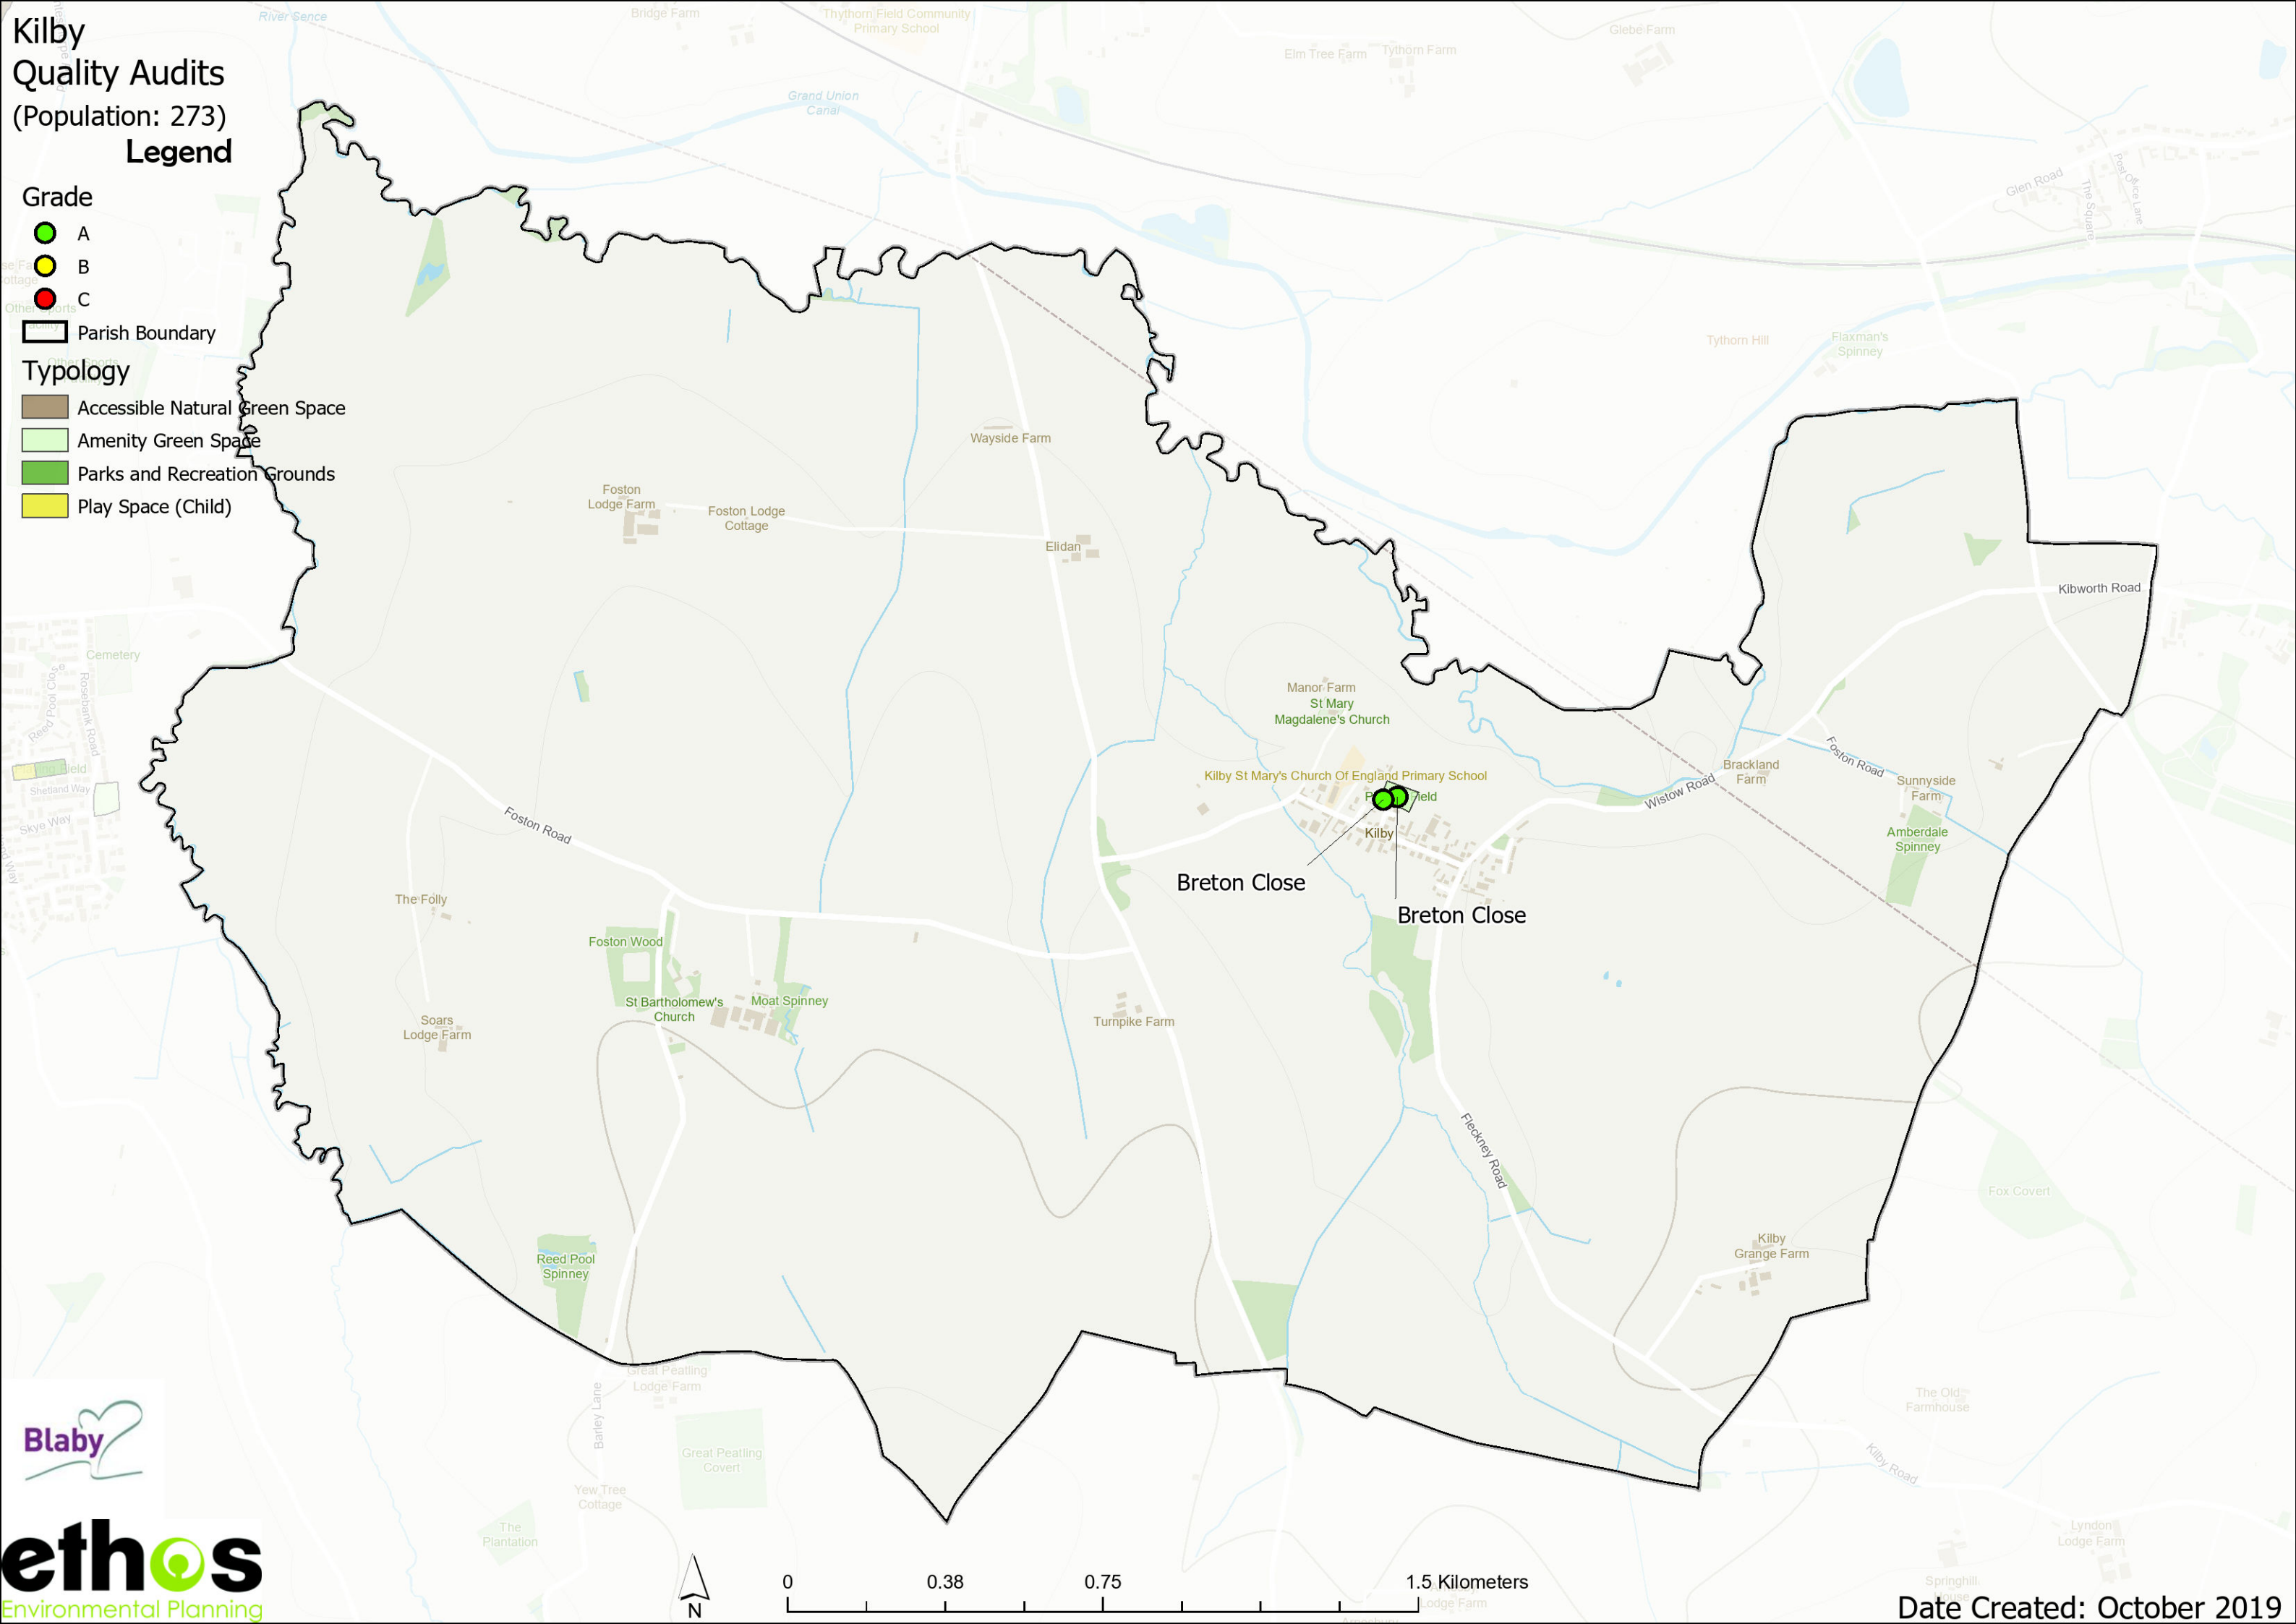 Kilby
Quality Audits
(Population: 273)
Legend
Grade
A
B
C
Parish Boundary
Typology
Accessible Natural Green Space
Amenity Green Space
Parks and Recreation Grounds
Play Space (Child)
River Sence
Bridge Farm
Thythorn Field Community
Primary School
Elm Tree Farm
Tythorn Farm
Glebe Farm
Grand Union
Canal
Glen Road
The Square
Tythorn Hill
Flaxman's
Spinney
Other Sports
Other Sports
Wayside Farm
Foston
Lodge Farm
Foston Lodge
Cottage
Elidan
Kibworth Road
Cemetery
Reed Pool Close
Rosebank Road
Shetland Way
Skye Way
Manor Farm
St Mary
Magdalene's Church
Kilby St Mary's Church Of England Primary School
Kilby
Breton Close
Breton Close
Wistow Road
Brackland
Farm
Foston Road
Sunnyside
Farm
Amberdale
Spinney
Foston Road
The Folly
Foston Wood
St Bartholomew's
Church
Moat Spinney
Soars
Lodge Farm
Turnpike Farm
Fleckney Road
Fox Covert
Kilby
Grange Farm
Reed Pool
Spinney
Great Peatling
Lodge Farm
Barley Lane
Great Peatling
Covert
Yew Tree
Cottage
The
Plantation
The Old
Farmhouse
Kilby Road
Lyndon
Lodge Farm
Springhill
House
Lodge Farm
Blaby
ethos
Environmental Planning
N
0 0.38 0.75 1.5 Kilometers
Date Created: October 2019